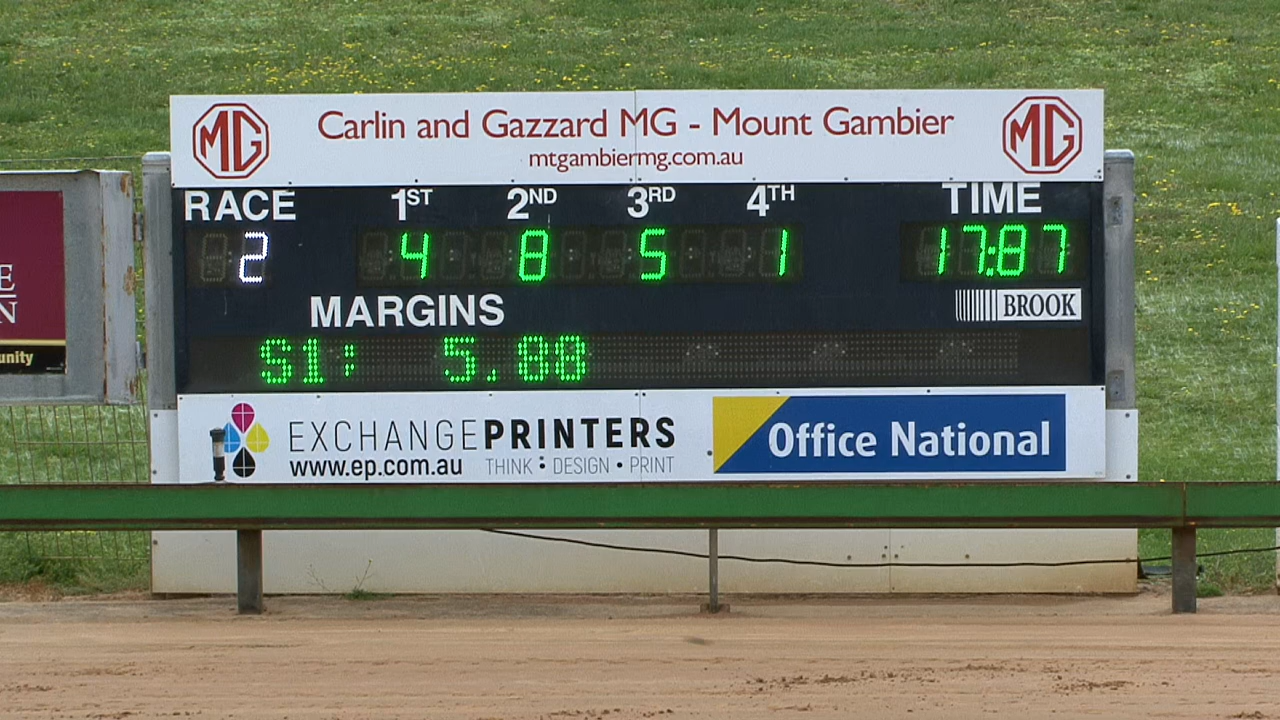 MG Carlin and Gazzard MG - Mount Gambier MG
mtgambiermg.com.au
RACE 1ST 2ND 3RD 4TH TIME
2 4 8 5 1 17:87
MARGINS BROOK
S1: 5.88
E
N
unity
EXCHANGEPRINTERS
www.ep.com.au THINK : DESIGN • PRINT
Office National